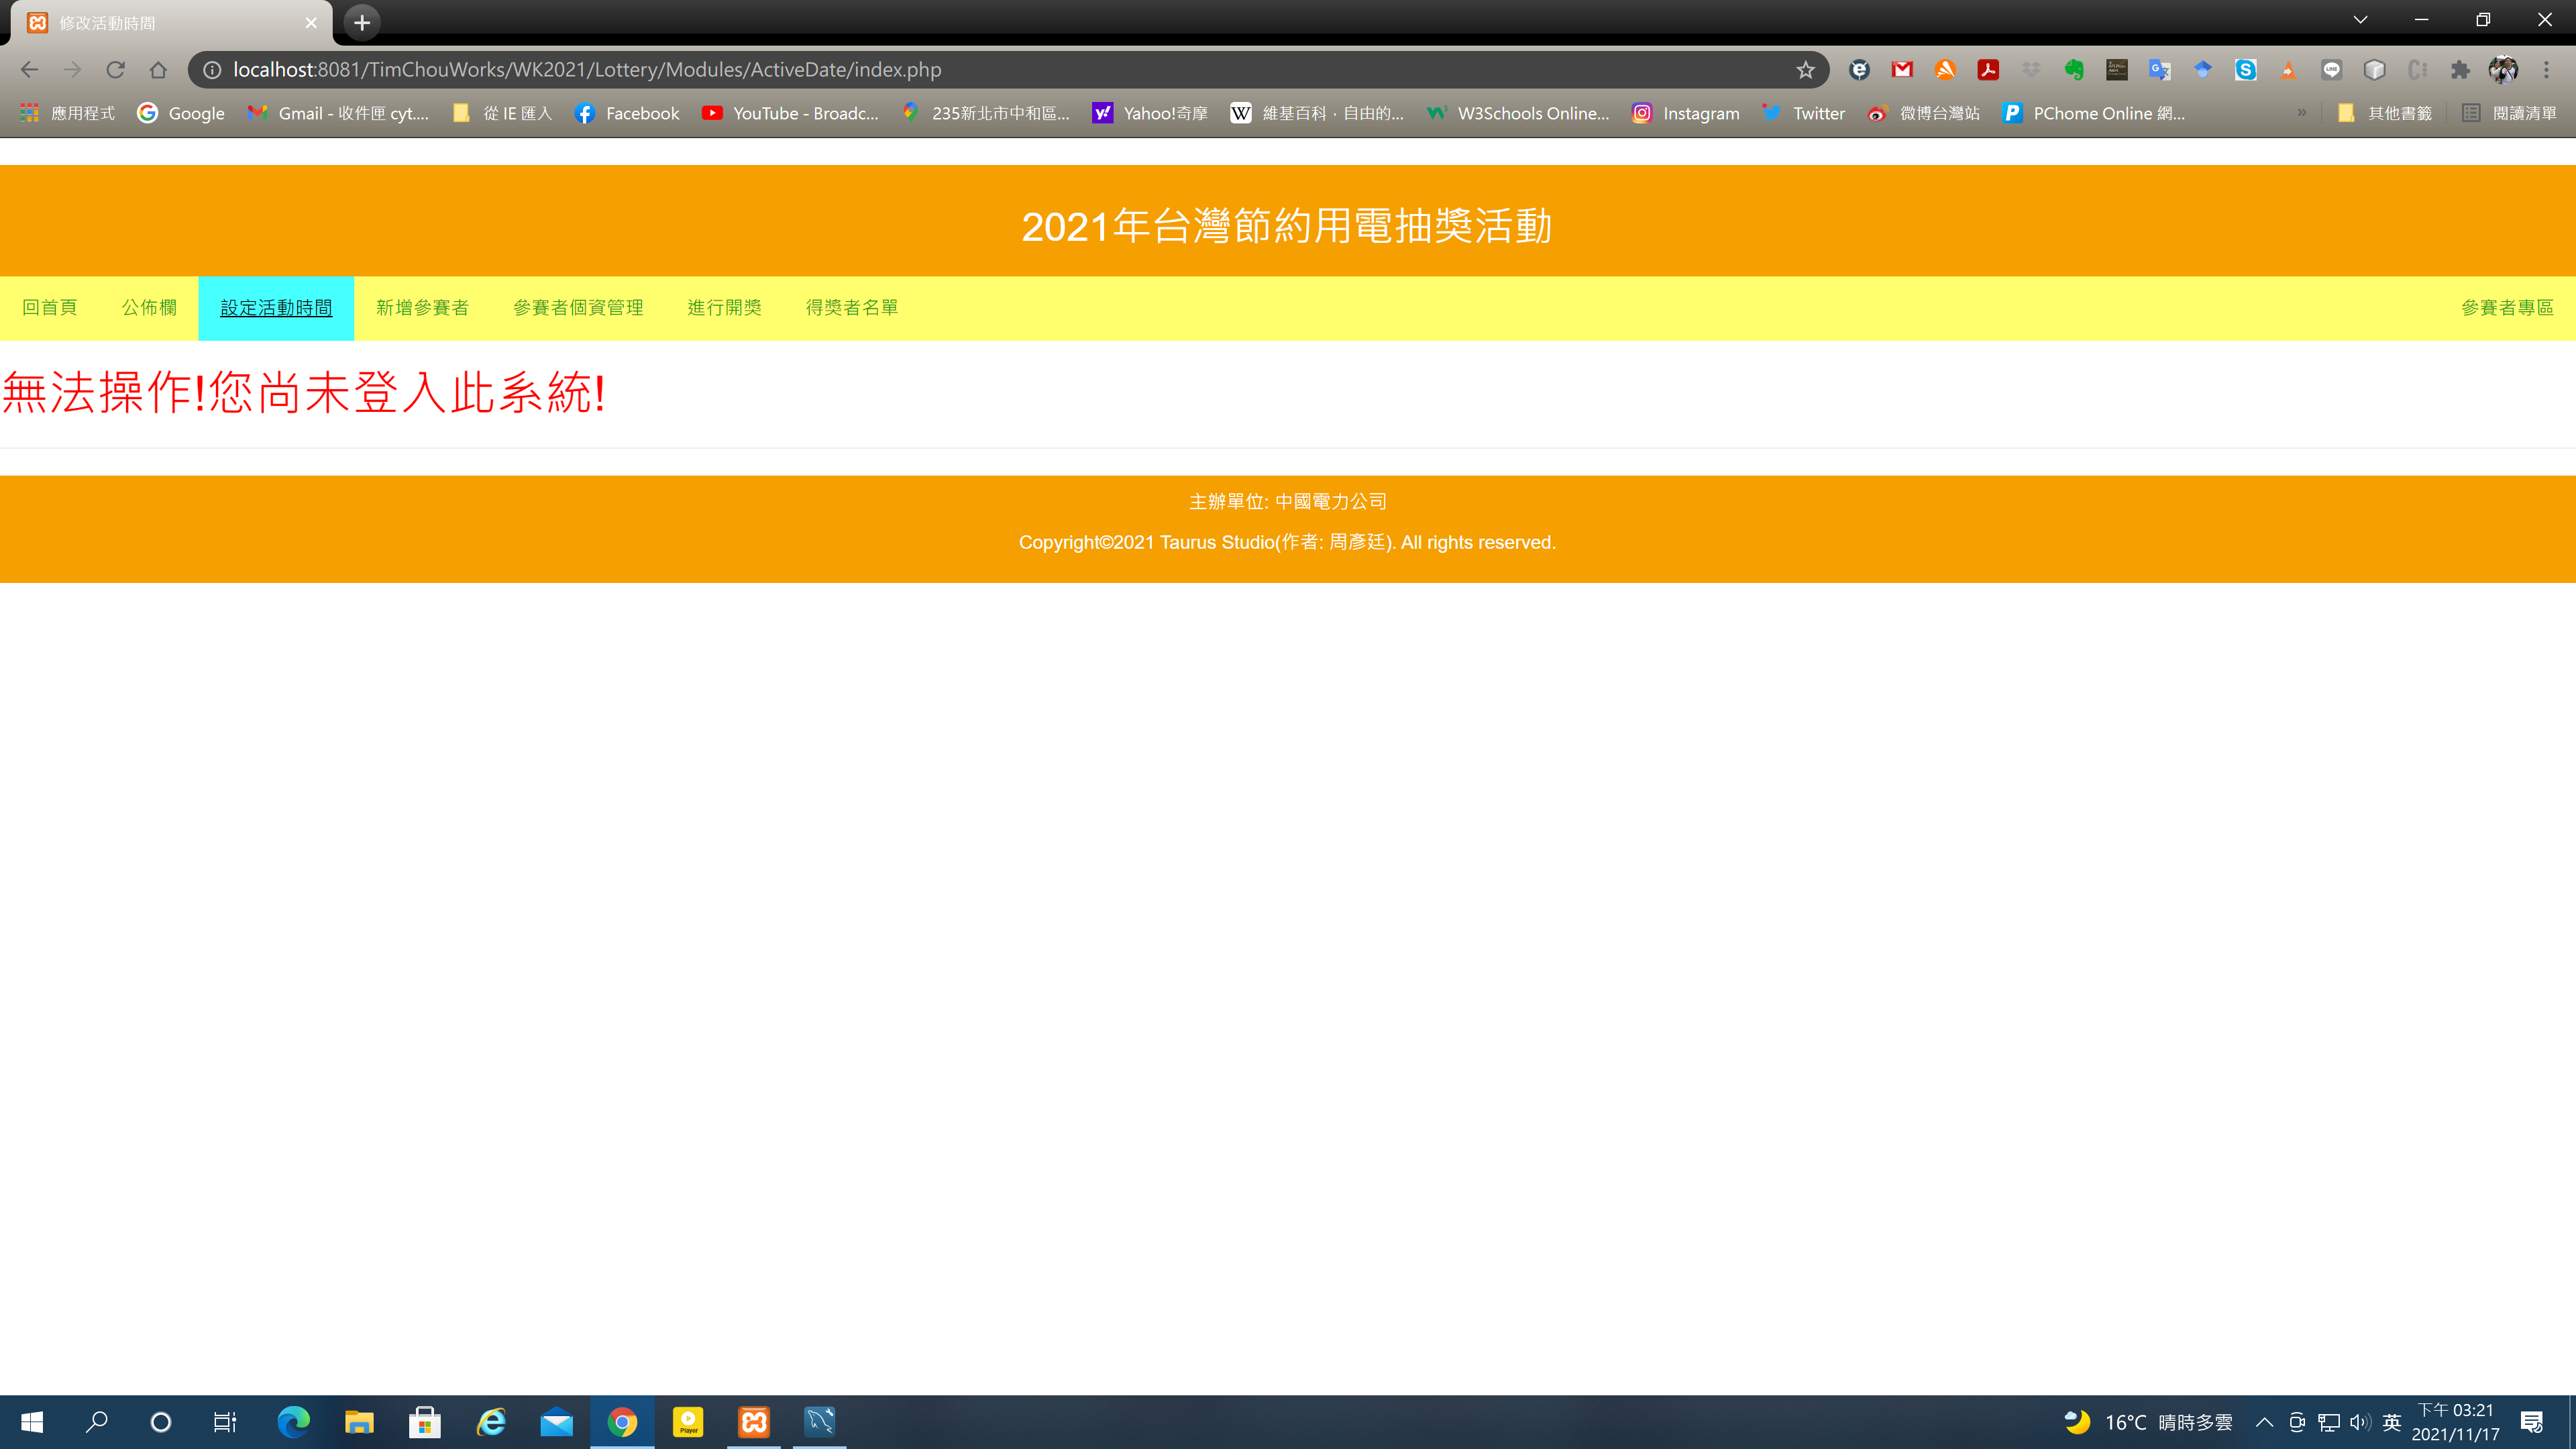 修改活動時間
localhost:8081/TimChouWorks/WK2021/Lottery/Modules/ActiveDate/index.php
應用程式 Google Gmail - 收件匣 cyt.... 從 IE 匯入 Facebook YouTube - Broadc... 235新北市中和區... Yahoo!奇摩 維基百科，自由的... W3Schools Online... Instagram Twitter 微博台灣站 PChome Online 網... » 其他書籤 閱讀清單
2021年台灣節約用電抽獎活動
回首頁 公佈欄 設定活動時間 新增參賽者 參賽者個資管理 進行開獎 得獎者名單 參賽者專區
無法操作!您尚未登入此系統!
主辦單位: 中國電力公司
Copyright©2021 Taurus Studio(作者: 周彥廷). All rights reserved.
Player
16°C 晴時多雲 英 下午 03:21
2021/11/17